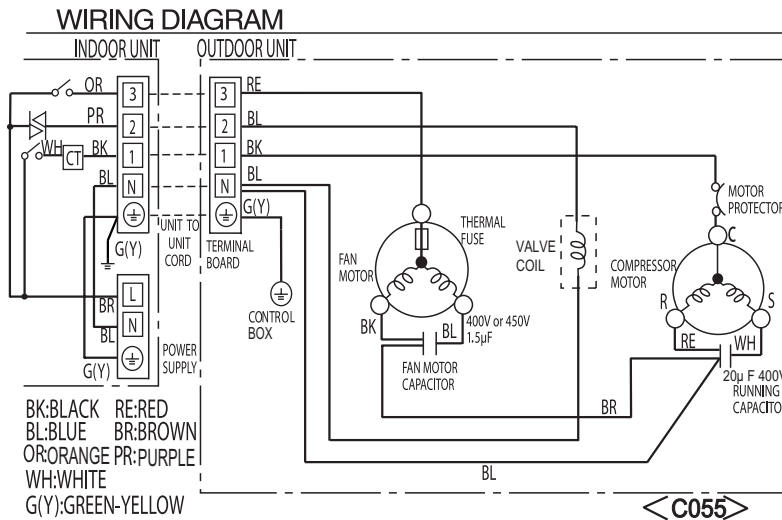 WIRING DIAGRAM
INDOOR UNIT
OUTDOOR UNIT
OR
3
3
RE
PR
2
2
BL
WH
CT
BK
1
1
BK
BL
N
N
BL
G(Y)
G(Y)
UNIT TO
UNIT
CORD
TERMINAL
BOARD
CONTROL
BOX
THERMAL
FUSE
FAN
MOTOR
BK
BL
400V or 450V
1.5µF
FAN MOTOR
CAPACITOR
VALVE
COIL
MOTOR
PROTECTOR
C
COMPRESSOR
MOTOR
R
S
RE
WH
20µ F 400V
RUNNING
CAPACITO
BR
BL
L
BR
N
BL
G(Y)
POWER
SUPPLY
BK:BLACK RE:RED
BL:BLUE BR:BROWN
OR:ORANGE PR:PURPLE
WH:WHITE
G(Y):GREEN-YELLOW
C055